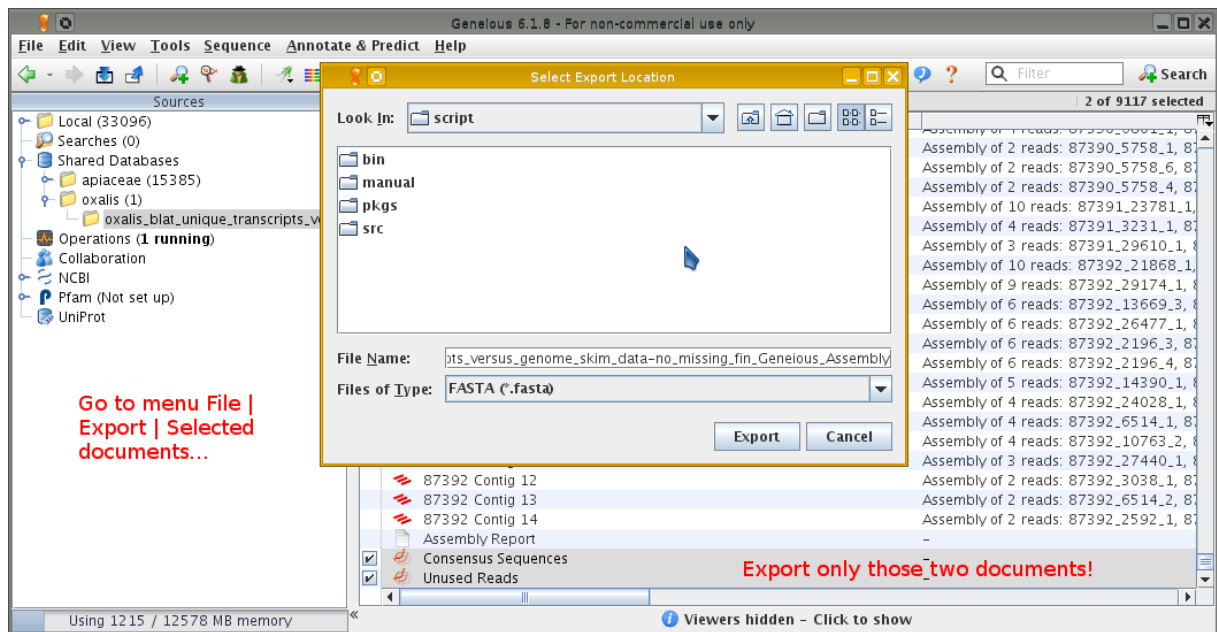 Geneious 6.1.8 - For non-commercial use only
File Edit View Tools Sequence Annotate & Predict Help
Filter
Search
Sources
2 of 9117 selected
Local (33096)
Searches (0)
Shared Databases
apiaceae (15385)
oxalis (1)
oxalis_blat_unique_transcripts_v
Operations (1 running)
Collaboration
NCBI
Pfam (Not set up)
UniProt
Go to menu File |
Export | Selected
documents...
Select Export Location
Look In: script
bin
manual
pkgs
src
File Name: pts_versus_genome_skim_data-no_missing_fin_Geneious_Assembly
Files of Type: FASTA (*.fasta)
Export Cancel
Assembly of 2 reads: 87390_5758_1, 87
Assembly of 2 reads: 87390_5758_6, 87
Assembly of 2 reads: 87390_5758_4, 87
Assembly of 10 reads: 87391_23781_1,
Assembly of 4 reads: 87391_3231_1, 87
Assembly of 3 reads: 87391_29610_1, 8
Assembly of 10 reads: 87392_21868_1,
Assembly of 9 reads: 87392_29174_1, 8
Assembly of 6 reads: 87392_13669_3, 8
Assembly of 6 reads: 87392_26477_1, 8
Assembly of 6 reads: 87392_2196_3, 87
Assembly of 6 reads: 87392_2196_4, 87
Assembly of 5 reads: 87392_14390_1, 8
Assembly of 4 reads: 87392_24028_1, 8
Assembly of 4 reads: 87392_6514_1, 87
Assembly of 4 reads: 87392_10763_2, 8
Assembly of 3 reads: 87392_27440_1, 8
87392 Contig 12 Assembly of 2 reads: 87392_3038_1, 87
87392 Contig 13 Assembly of 2 reads: 87392_6514_2, 87
87392 Contig 14 Assembly of 2 reads: 87392_2592_1, 87
Assembly Report -
Consensus Sequences -
Unused Reads -
Export only those two documents!
Using 1215 / 12578 MB memory
Viewers hidden - Click to show